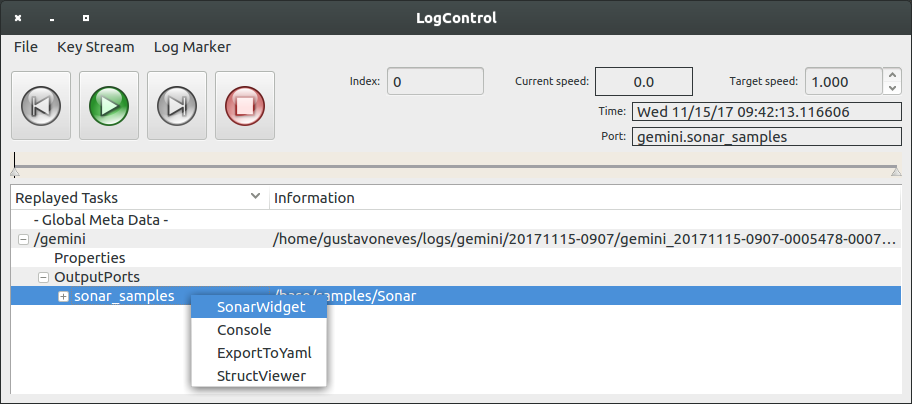 LogControl
File Key Stream Log Marker
Index: 0 Current speed: 0.0 Target speed: 1.000
Time: Wed 11/15/17 09:42:13.116606
Port: gemini.sonar_samples
Replayed Tasks Information
- Global Meta Data -
/gemini /home/gustavoneves/logs/gemini/20171115-0907/gemini_20171115-0907-0005478-0007...
Properties
OutputPorts
sonar_samples /base/samples/Sonar
SonarWidget
Console
ExportToYaml
StructViewer